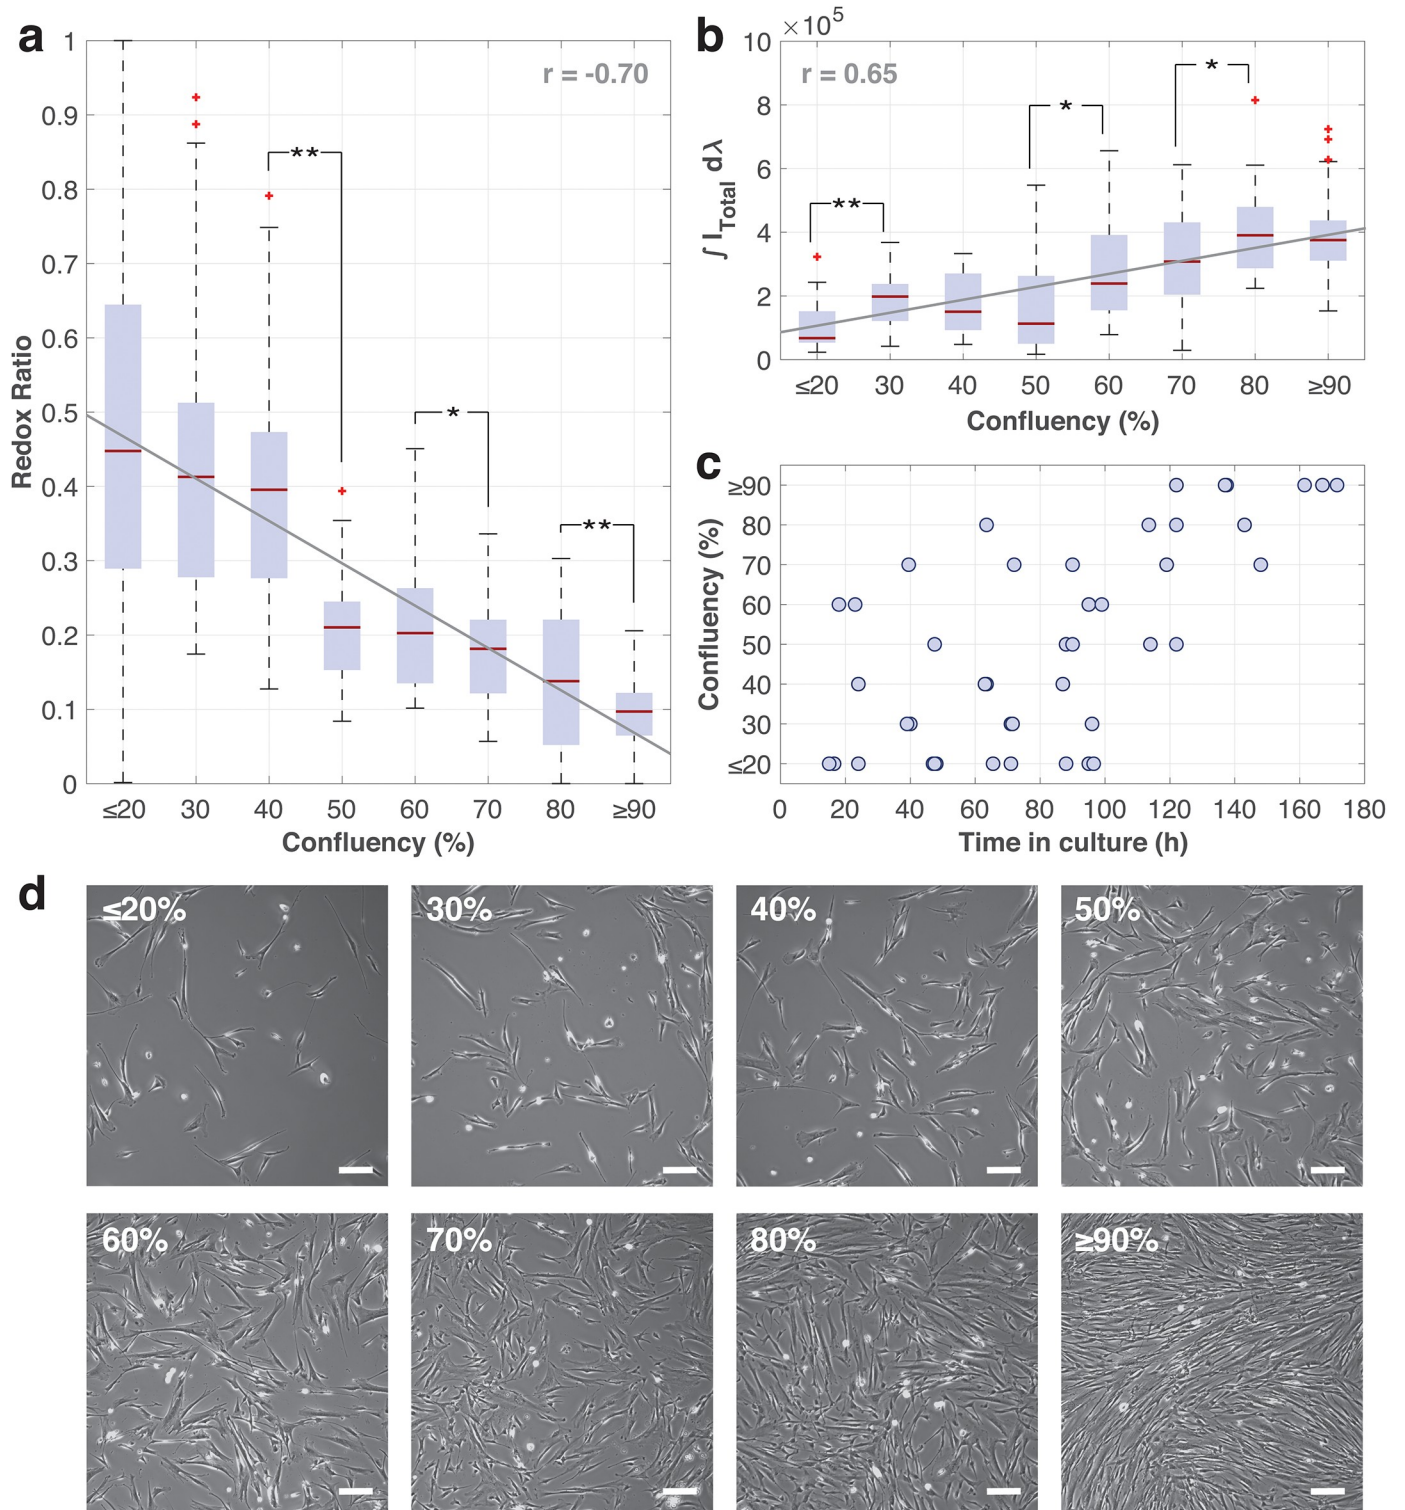 a
r = -0.70
1
0.9
0.8
0.7
0.6
0.5
0.4
0.3
0.2
0.1
0
Redox Ratio
**
*
**
≤20 30 40 50 60 70 80 ≥90
Confluency (%)
b
×10⁵
r = 0.65
10
8
6
4
2
0
∫ I_Total dλ
**
*
*
≤20 30 40 50 60 70 80 ≥90
Confluency (%)
c
≥90
80
70
60
50
40
30
≤20
Confluency (%)
0 20 40 60 80 100 120 140 160 180
Time in culture (h)
d
≤20% 30% 40% 50%
60% 70% 80% ≥90%